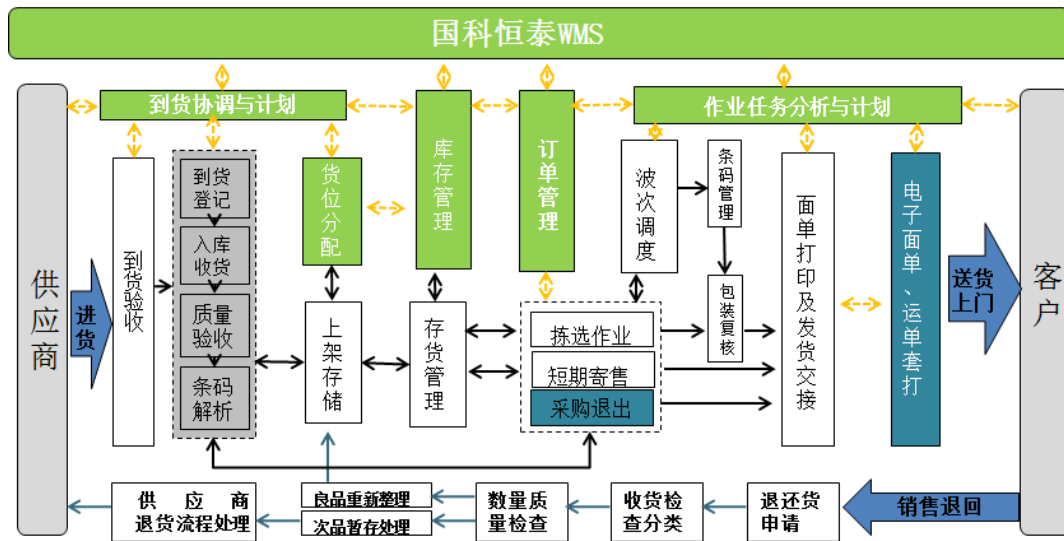 国科恒泰WMS
到货协调与计划
作业任务分析与计划
供应商
进货
到货验收
到货
登记
入库
收货
质量
验收
条码
解析
货位分配
上架存储
库存管理
存货管理
订单管理
拣选作业
短期寄售
采购退出
波次调度
条码管理
包装复核
面单打印及发货交接
电子面单、运单套打
送货
上门
客户
供应商
退货流程处理
良品重新整理
次品暂存处理
数量质
量检查
收货检
查分类
退还货
申请
销售退回